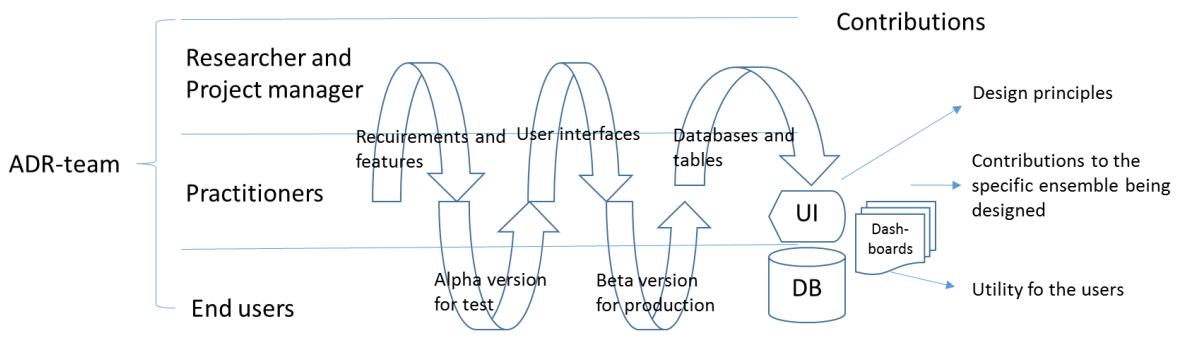 Contributions
Researcher and
Project manager
Design principles
Recuirements and
features
User interfaces
Databases and
tables
ADR-team
Practitioners
Contributions to the
specific ensemble being
designed
UI
Dash-
boards
Alpha version
for test
Beta version
for production
DB
Utility fo the users
End users